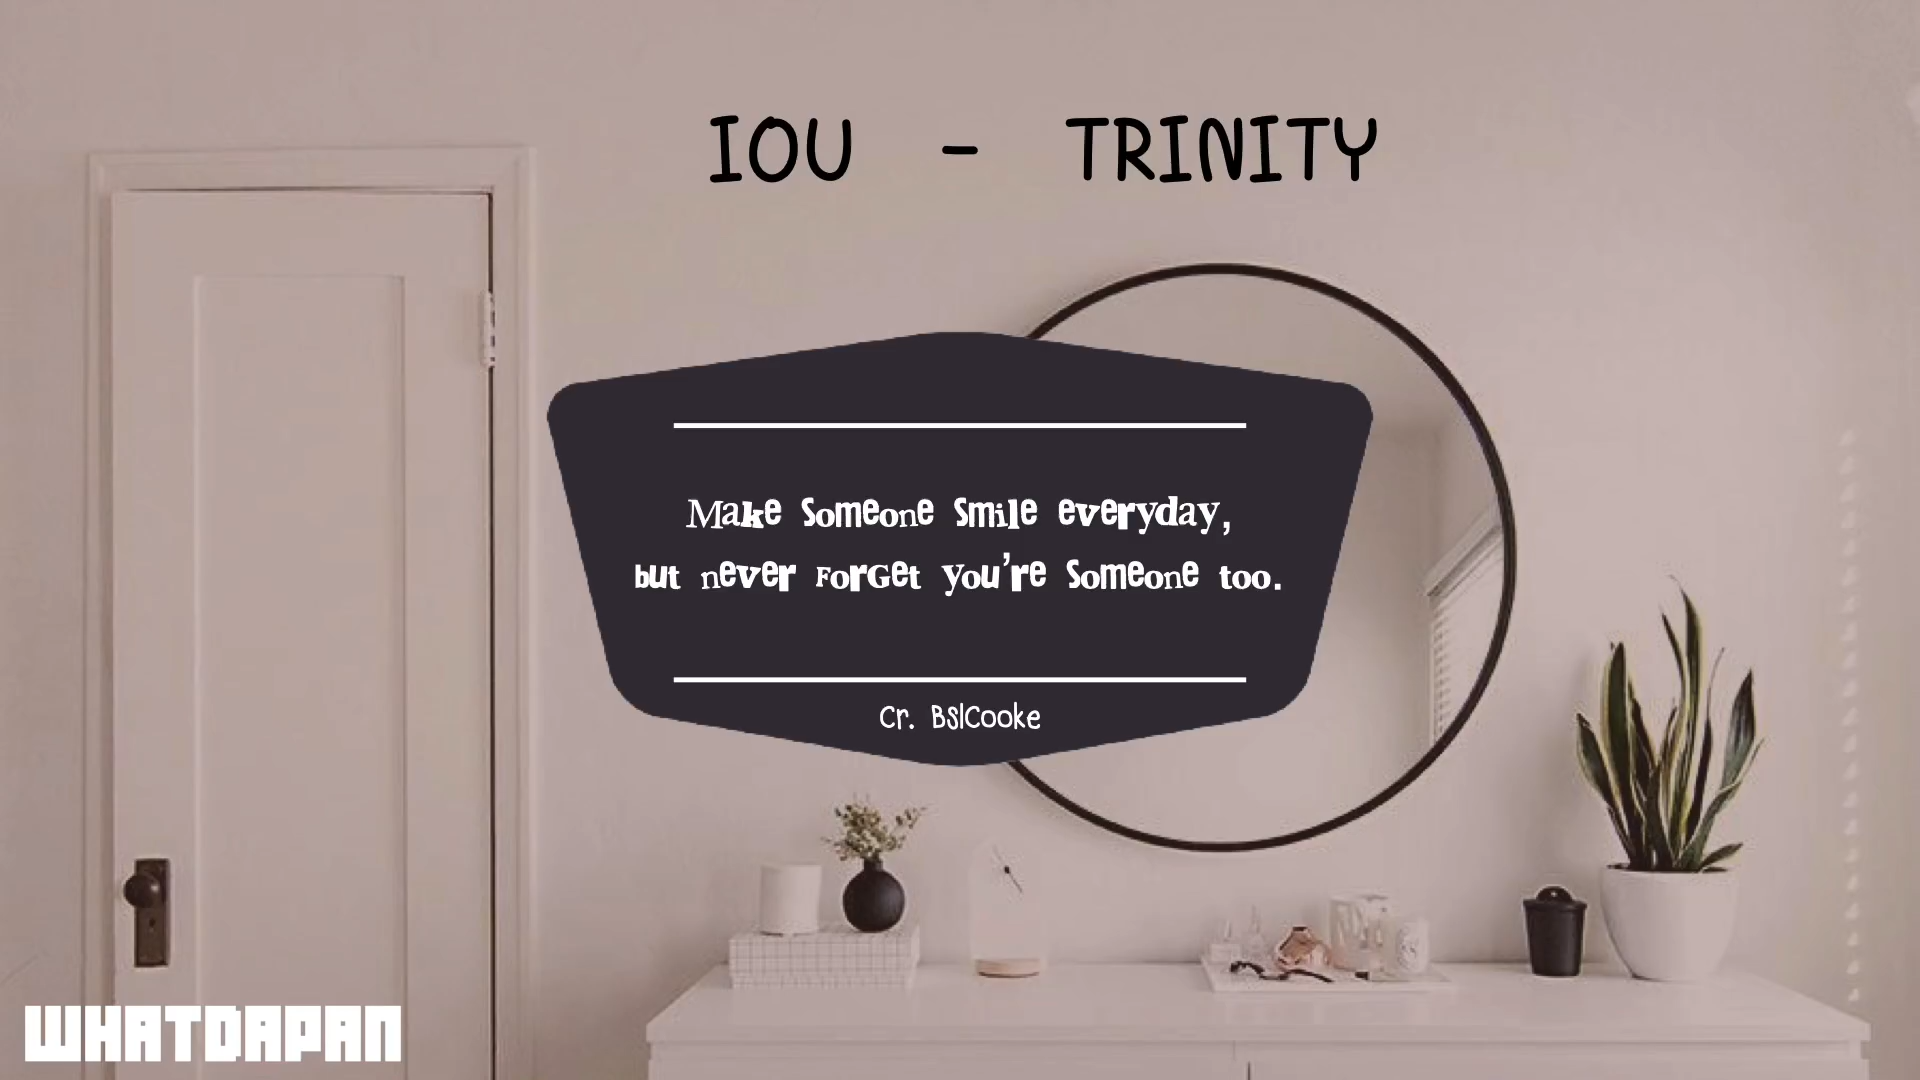 IOU - TRINITY
Make Someone Smile everyday,
but never Forget you're Someone too.
Cr. BslCooke
WHATDAPAN